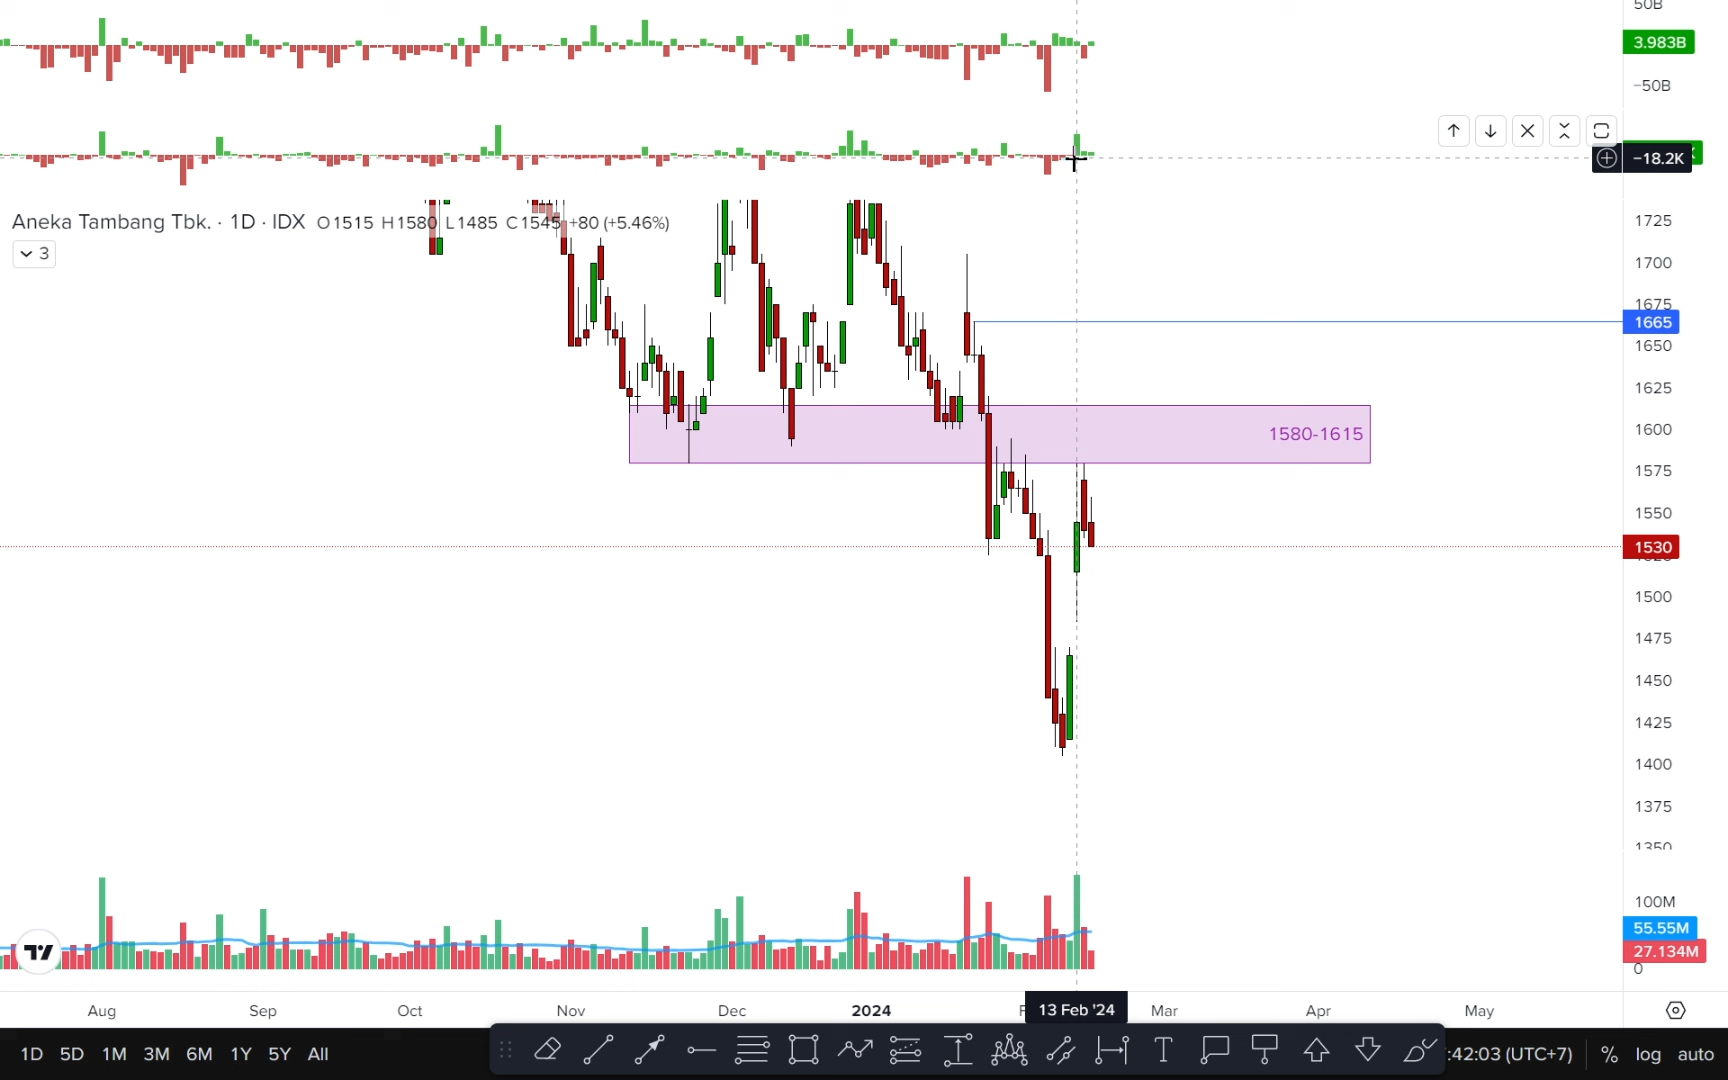 50B
3.983B
−50B
−18.2K
Aneka Tambang Tbk. · 1D · IDX O1515 H1580 L1485 C1545 +80 (+5.46%)
3
1725
1700
1675
1665
1650
1625
1580-1615
1600
1575
1550
1530
1500
1475
1450
1425
1400
1375
1350
100M
55.55M
27.134M
0
Aug Sep Oct Nov Dec 2024 13 Feb '24 Mar Apr May
1D 5D 1M 3M 6M 1Y 5Y All :42:03 (UTC+7) % log auto